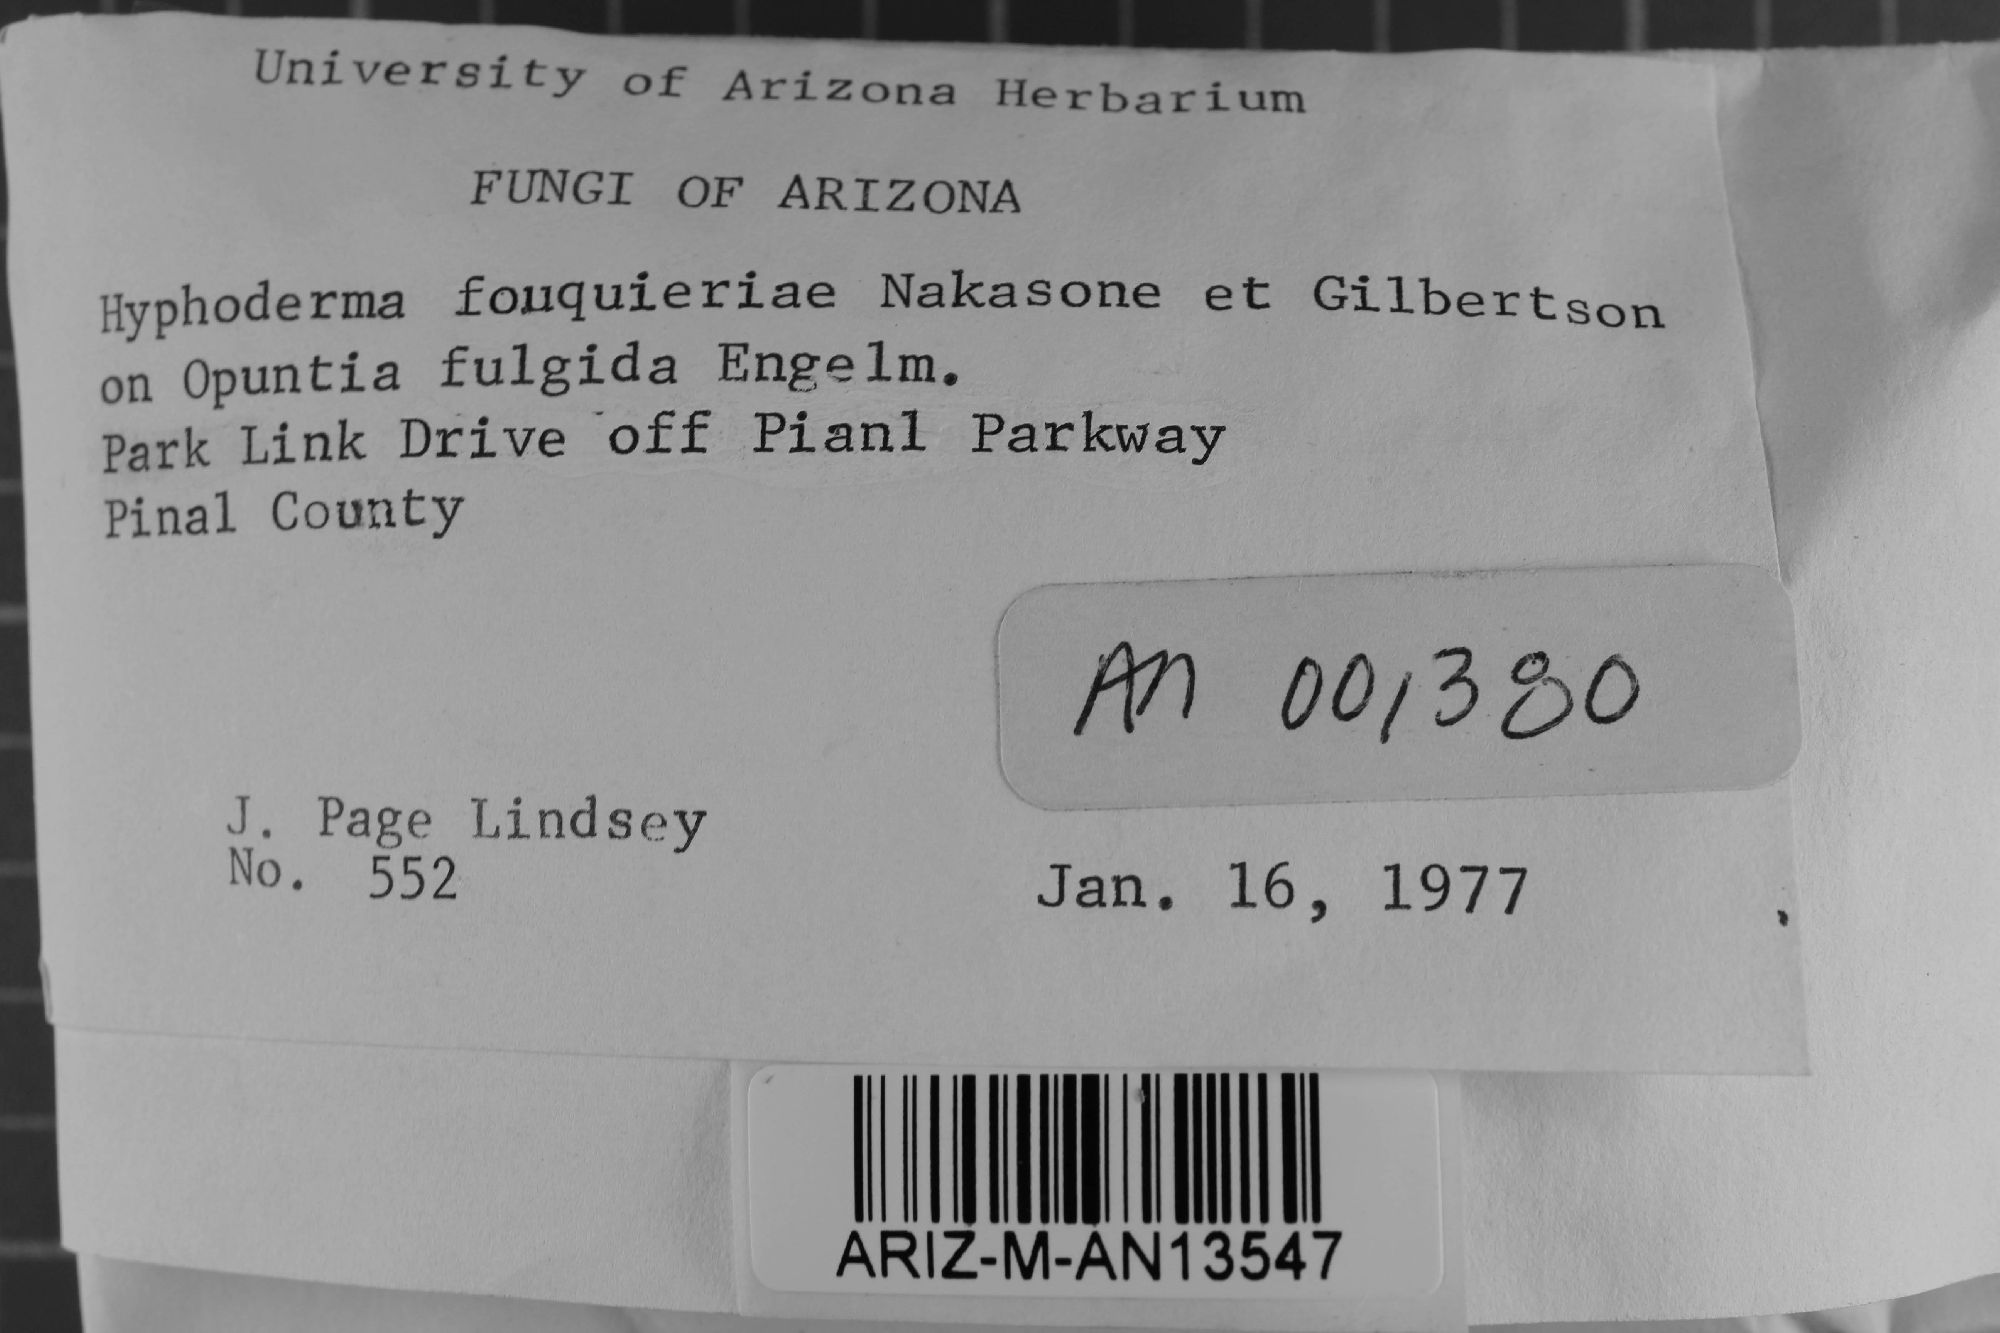 University of Arizona Herbarium
FUNGI OF ARIZONA
Hyphoderma fouquieriae Nakasone et Gilbertson
on Opuntia fulgida Engelm.
Park Link Drive off Pianl Parkway
Pinal County
An 001380
J. Page Lindsey
No. 552
Jan. 16, 1977
ARIZ-M-AN13547